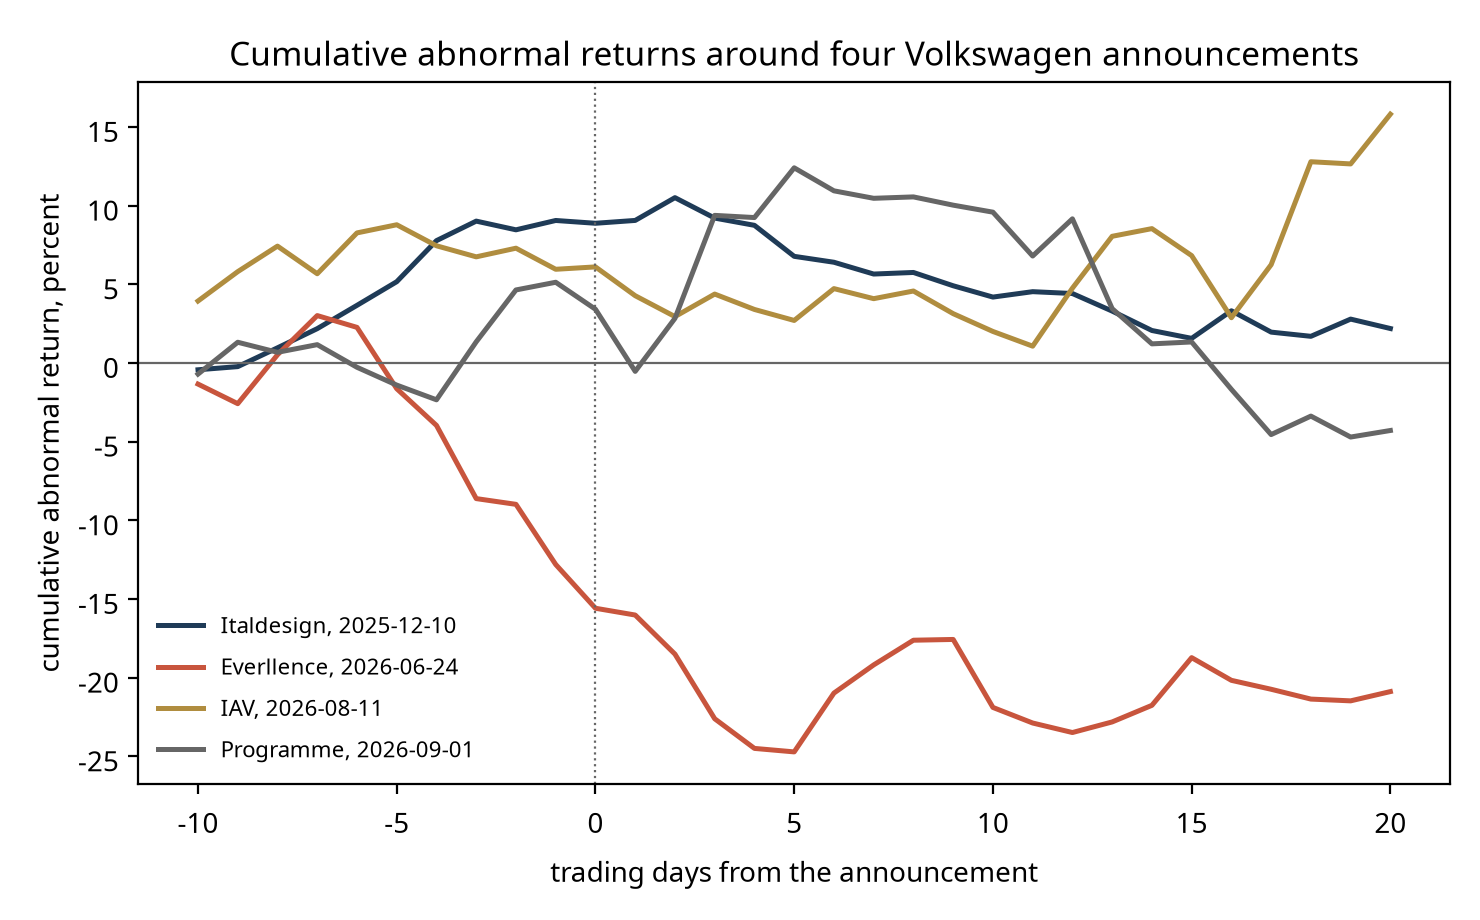 Cumulative abnormal returns around four Volkswagen announcements
cumulative abnormal return, percent
15
10
5
0
-5
-10
-15
-20
-25
Italdesign, 2025-12-10
Everllence, 2026-06-24
IAV, 2026-08-11
Programme, 2026-09-01
-10 -5 0 5 10 15 20
trading days from the announcement